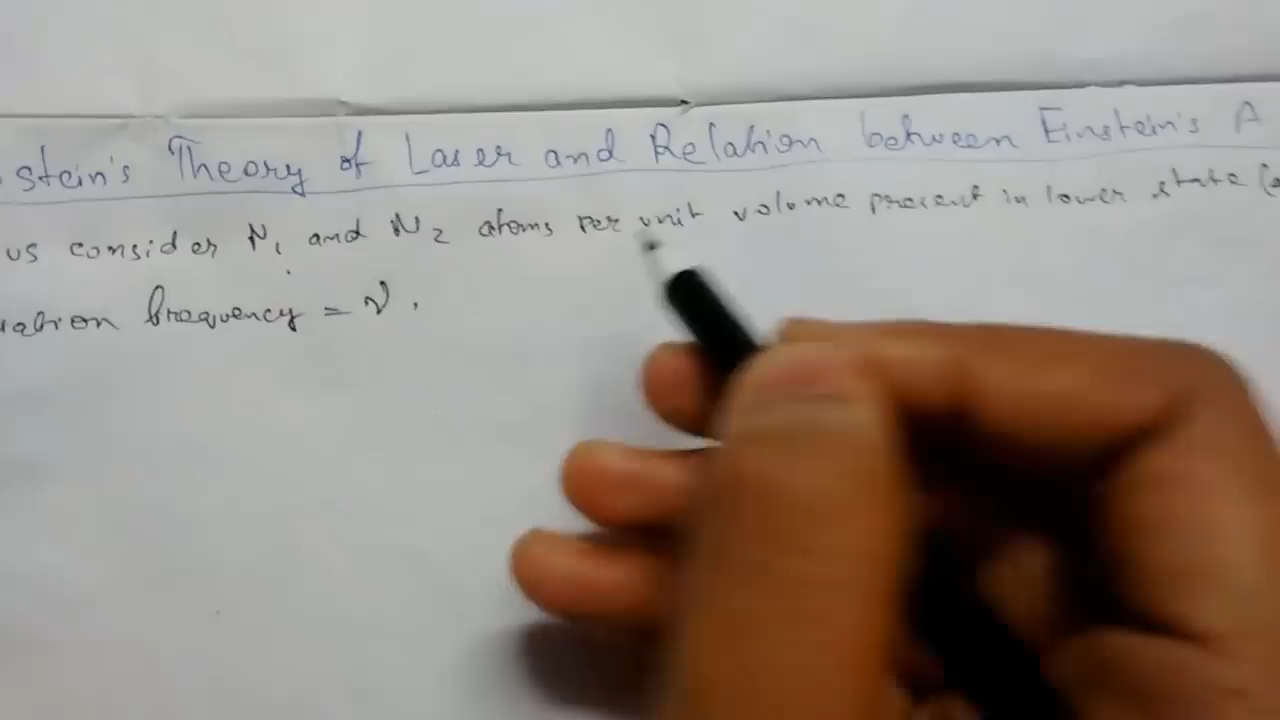 stein's Theory of Laser and Relation between Einstein's A
us consider N₁ and N₂ atoms per unit volume present in lower state (
ration frequency = ν.